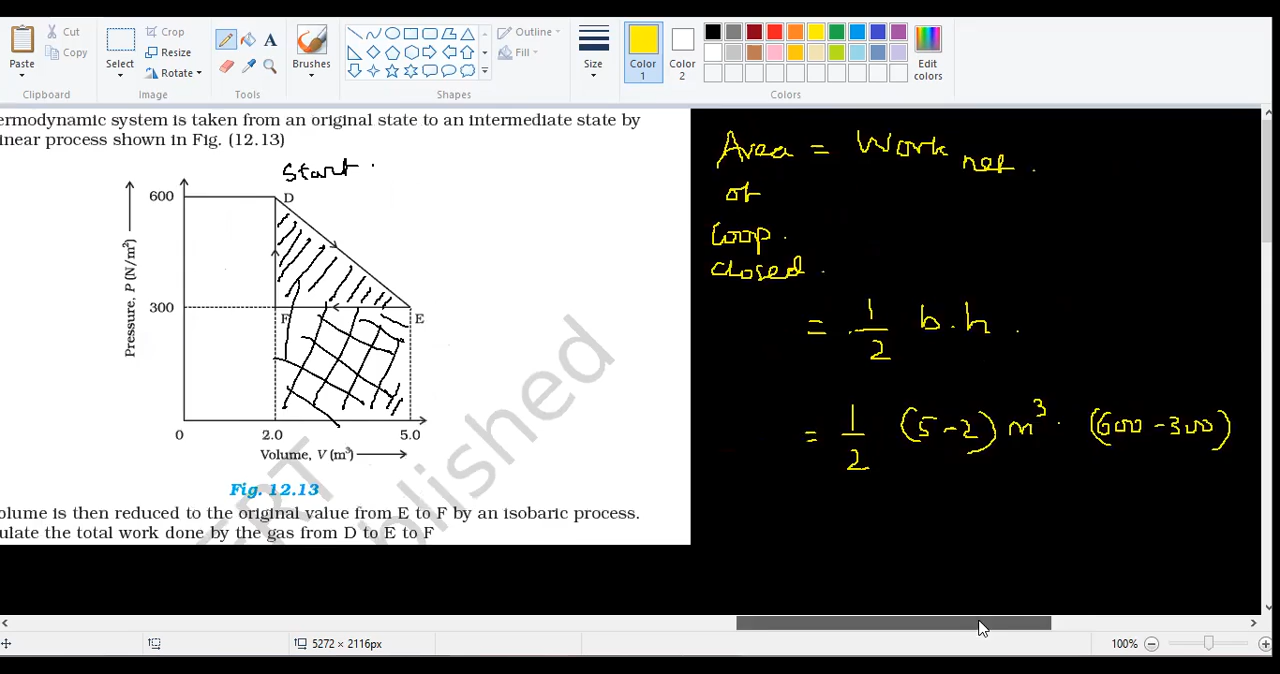 Cut
Copy
Paste
Clipboard
Select
Crop
Resize
Rotate
Image
A
Tools
Brushes
Outline
Fill
Shapes
Size
Color
1
Color
2
Edit
colors
Colors
ermodynamic system is taken from an original state to an intermediate state by
inear process shown in Fig. (12.13)
Start .
600
D
300
F
E
Pressure, P (N/m²)
0
2.0
5.0
Volume, V (m³)
Fig. 12.13
olume is then reduced to the original value from E to F by an isobaric process.
ulate the total work done by the gas from D to E to F
blished
Area = Work net .
of
Loop .
closed .
= 1/2 b.h .
= 1/2 (5-2) m³ . (600-300)
5272 × 2116px
100%